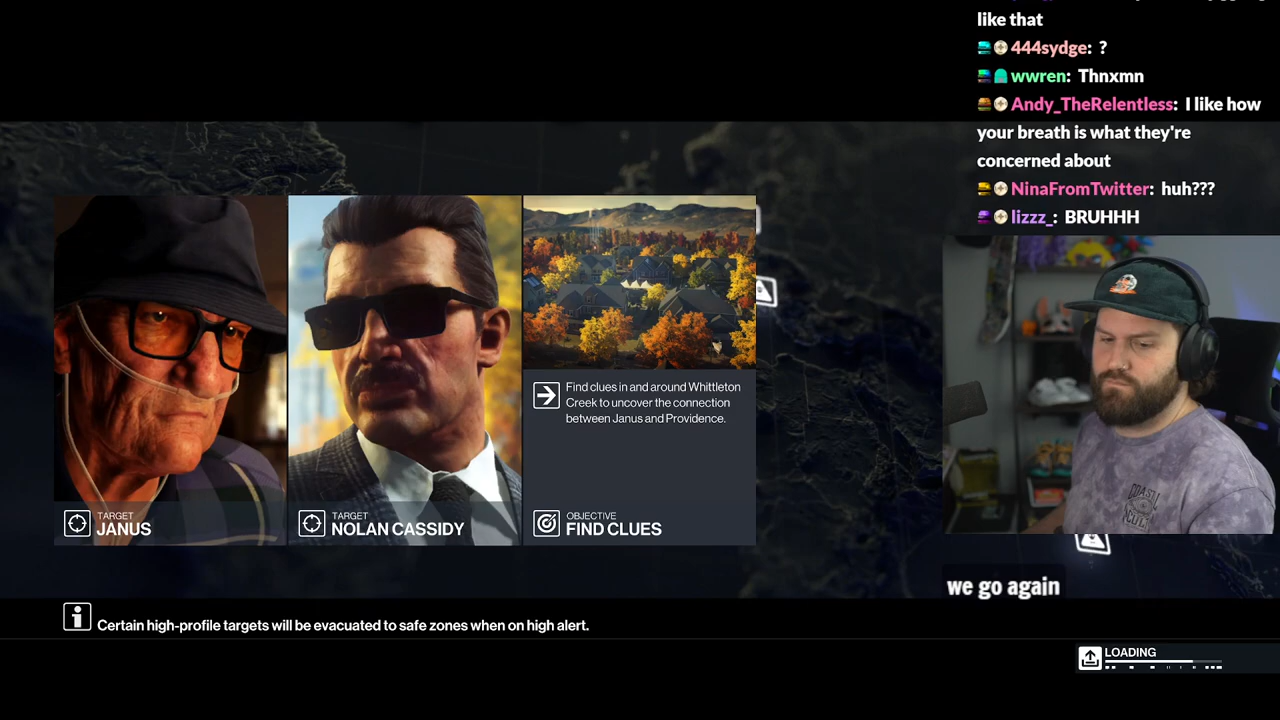 like that
444sydge: ?
wwren: Thnxmn
Andy_TheRelentless: I like how
your breath is what they're
concerned about
NinaFromTwitter: huh???
lizzz_: BRUHHH
Find clues in and around Whittleton
Creek to uncover the connection
between Janus and Providence.
TARGET
JANUS
TARGET
NOLAN CASSIDY
OBJECTIVE
FIND CLUES
we go again
Certain high-profile targets will be evacuated to safe zones when on high alert.
LOADING